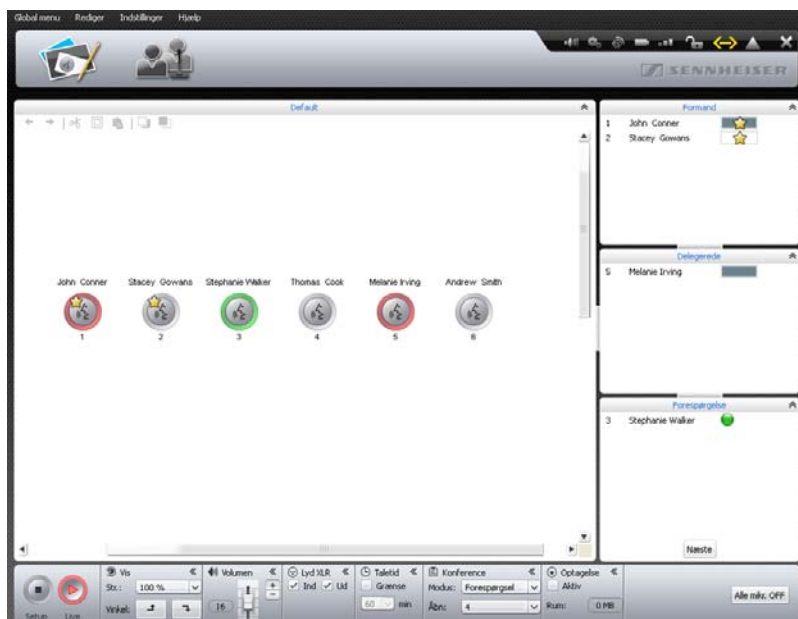 Global menu Rediger Indstillinger Hjælp
SENNHEISER
Default
John Conner Stacey Gowans Stephanie Walker Thomas Cook Melanie Irving Andrew Smith
1 2 3 4 5 6
Formand
1 John Conner
2 Stacey Gowans
Delegerede
5 Melanie Irving
Forespørgelse
3 Stephanie Walker
Næste
Vis Volumen Lyd XLR Taletid Konference Optagelse
Str.: 100 % Ind Ud Grænse Modus: Forespørgsel Aktiv
Vinkel: 16 60 min Åbn: 4 Rum: 0 MB
Setup Live
Alle mikr. OFF